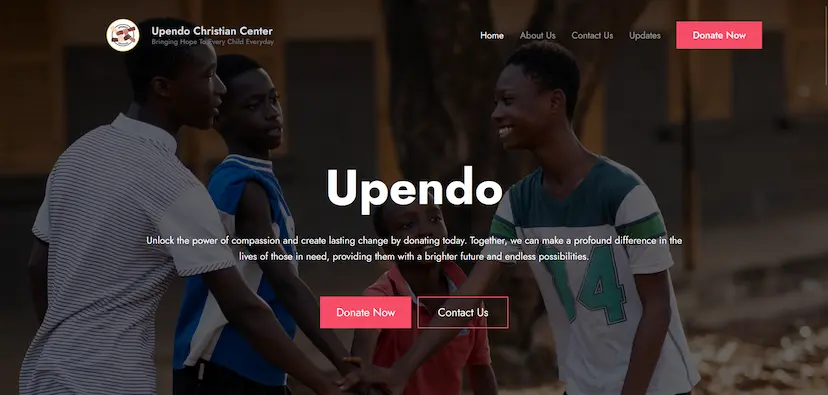 Upendo Christian Center
Bringing Hope To Every Child Everyday
Home About Us Contact Us Updates Donate Now
Upendo
Unlock the power of compassion and create lasting change by donating today. Together, we can make a profound difference in the
lives of those in need, providing them with a brighter future and endless possibilities.
Donate Now Contact Us
14